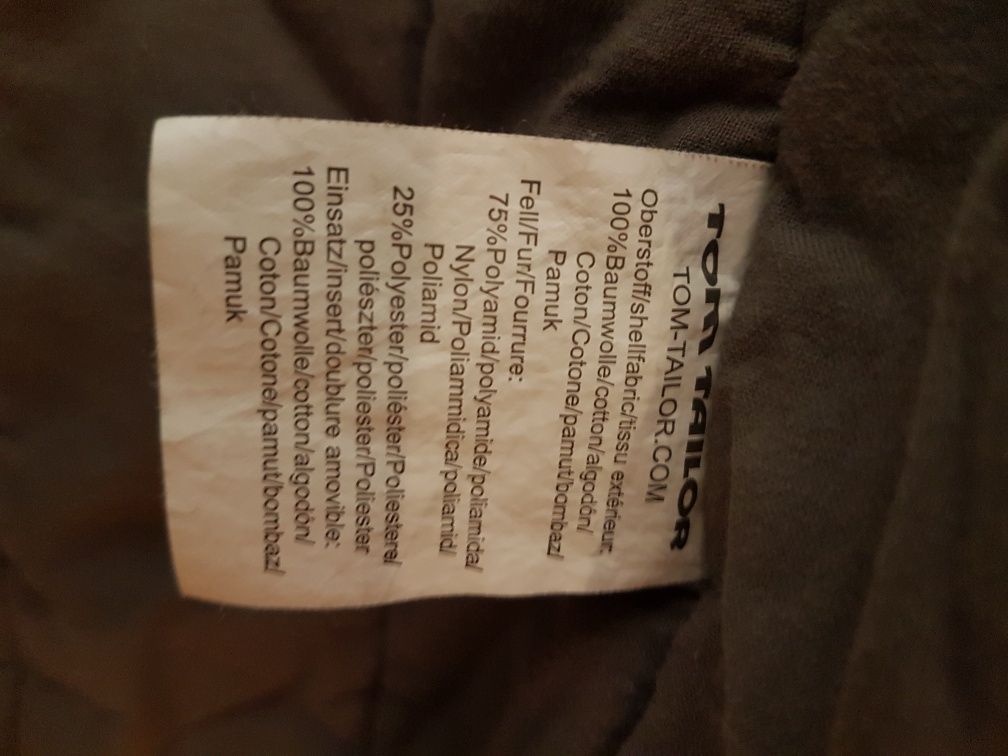 TOM TAILOR
TOM-TAILOR.COM
Oberstoff/shellfabric/tissu extérieur:
100%Baumwolle/cotton/algodón/
Coton/Cotone/pamut/bombaz/
Pamuk
Fell/Fur/Fourrure:
75%Polyamid/polyamide/poliamida/
Nylon/Poliammidica/poliamid/
Poliamid
25%Polyester/poliéster/Poliestere/
poliészter/poliester/Poliester
Einsatz/insert/doublure amovible:
100%Baumwolle/cotton/algodón/
Coton/Cotone/pamut/bombaz/
Pamuk